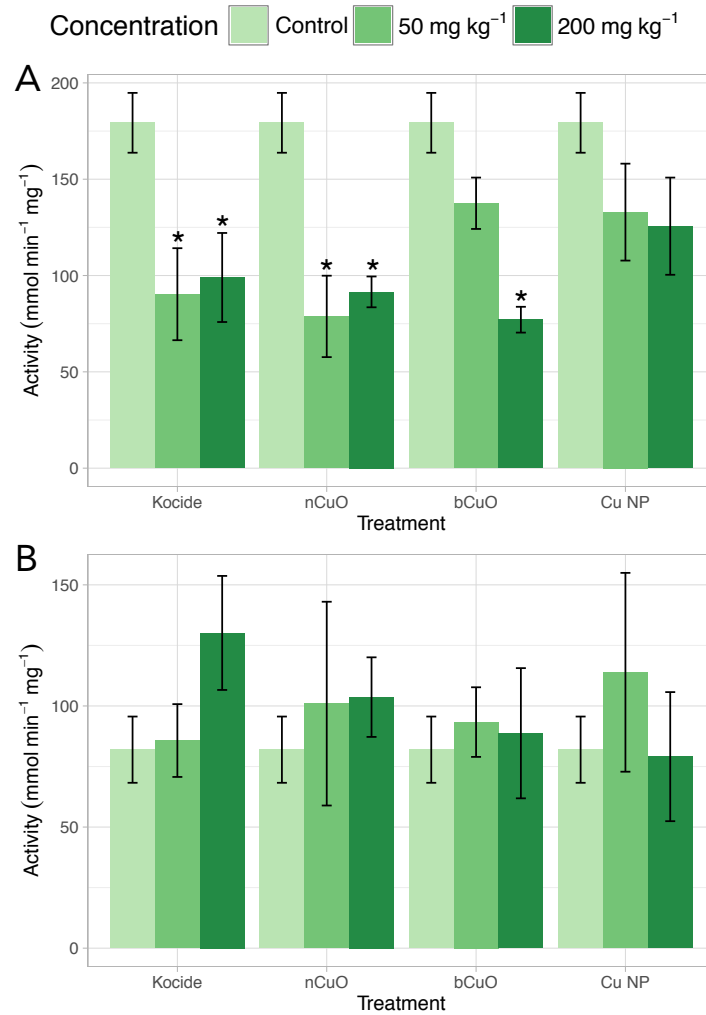 Concentration Control 50 mg kg⁻¹ 200 mg kg⁻¹
A
200
150
100
50
0
Activity (mmol min⁻¹ mg⁻¹)
* * * * *
Kocide nCuO bCuO Cu NP
Treatment
B
150
100
50
0
Activity (mmol min⁻¹ mg⁻¹)
Kocide nCuO bCuO Cu NP
Treatment